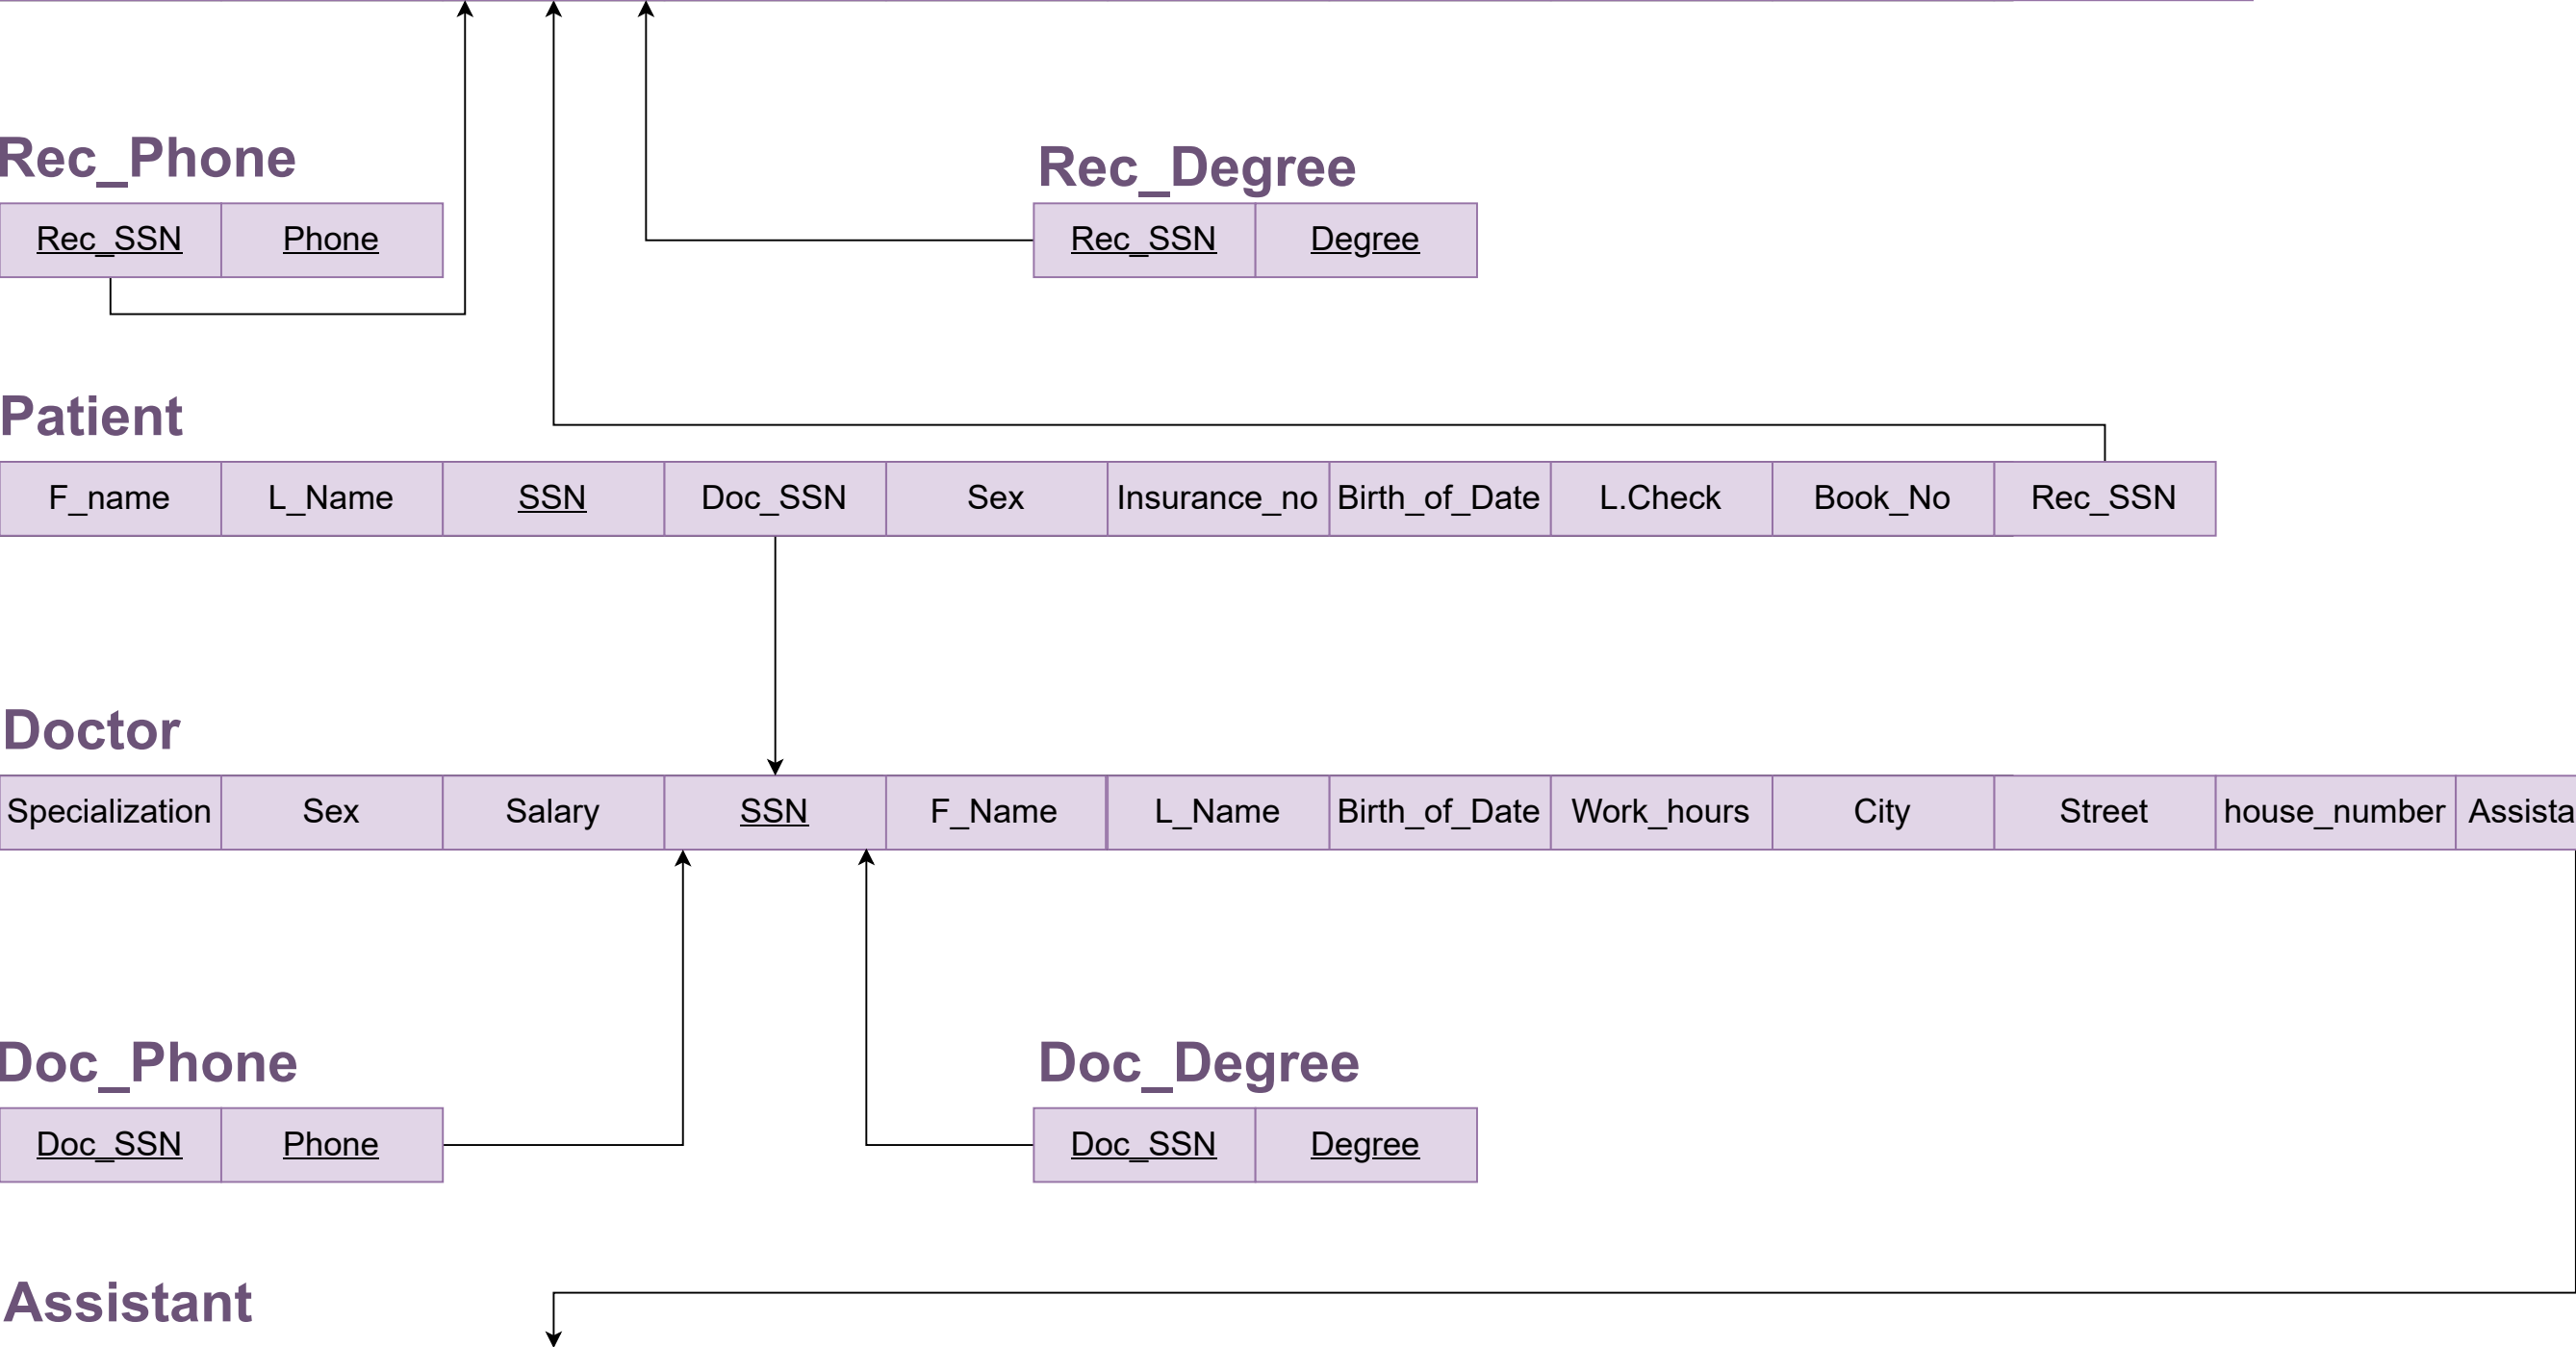 Rec_Phone
Rec_Degree
Rec_SSN Phone
Rec_SSN Degree
Patient
F_name L_Name SSN Doc_SSN Sex Insurance_no Birth_of_Date L.Check Book_No Rec_SSN
Doctor
Specialization Sex Salary SSN F_Name L_Name Birth_of_Date Work_hours City Street house_number Assista
Doc_Phone
Doc_Degree
Doc_SSN Phone
Doc_SSN Degree
Assistant